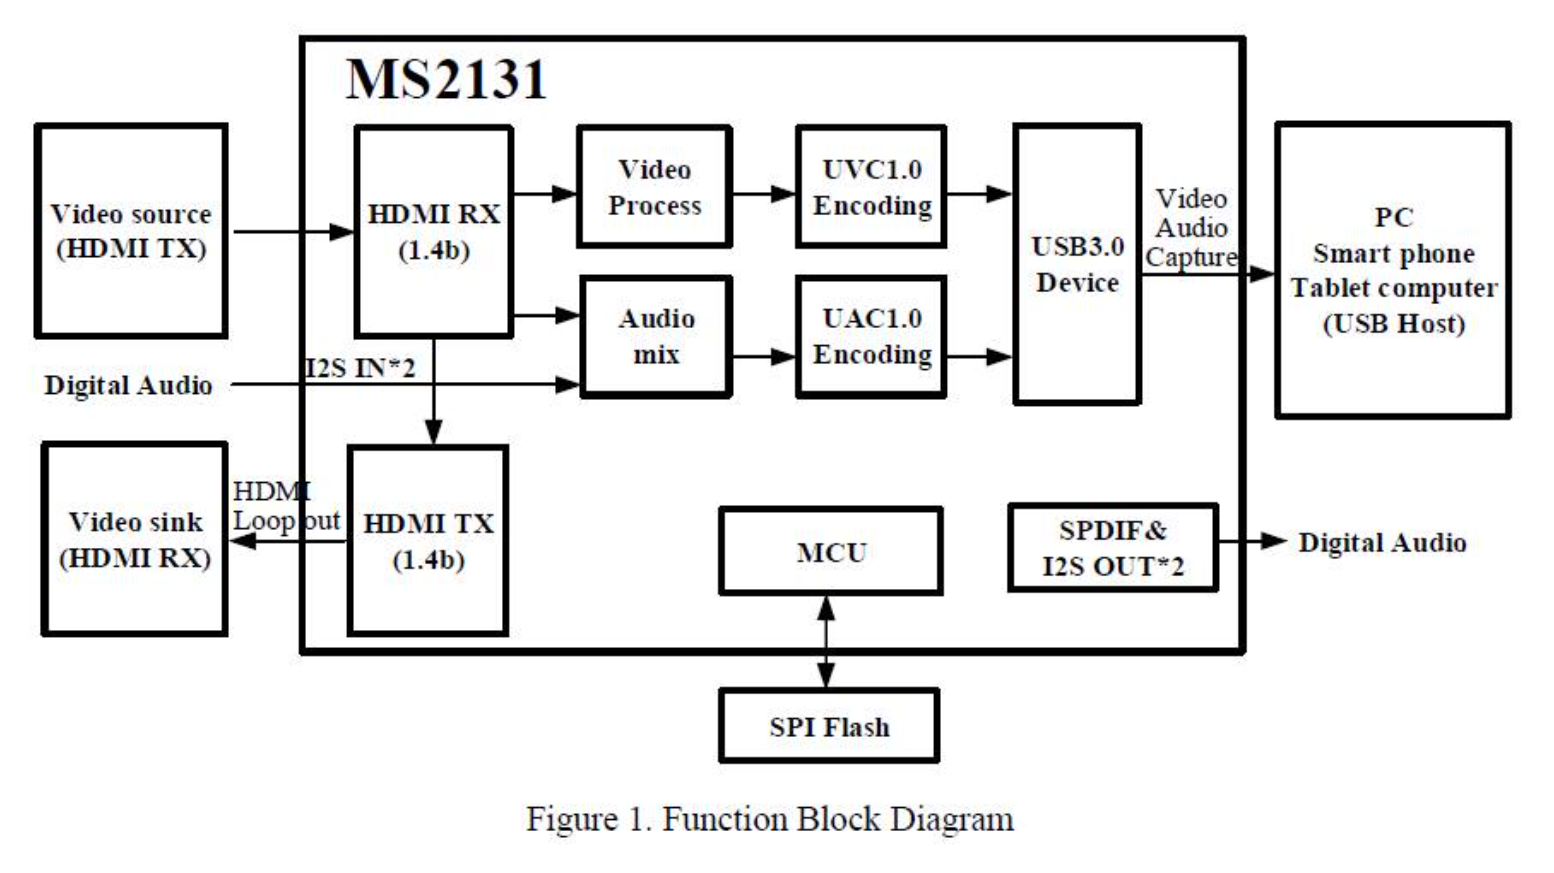 MS2131
Video source
(HDMI TX)
HDMI RX
(1.4b)
Video
Process
UVC1.0
Encoding
USB3.0
Device
Video
Audio
Capture
PC
Smart phone
Tablet computer
(USB Host)
Audio
mix
UAC1.0
Encoding
I2S IN*2
Digital Audio
Video sink
(HDMI RX)
HDMI
Loop out
HDMI TX
(1.4b)
MCU
SPDIF&
I2S OUT*2
Digital Audio
SPI Flash
Figure 1. Function Block Diagram